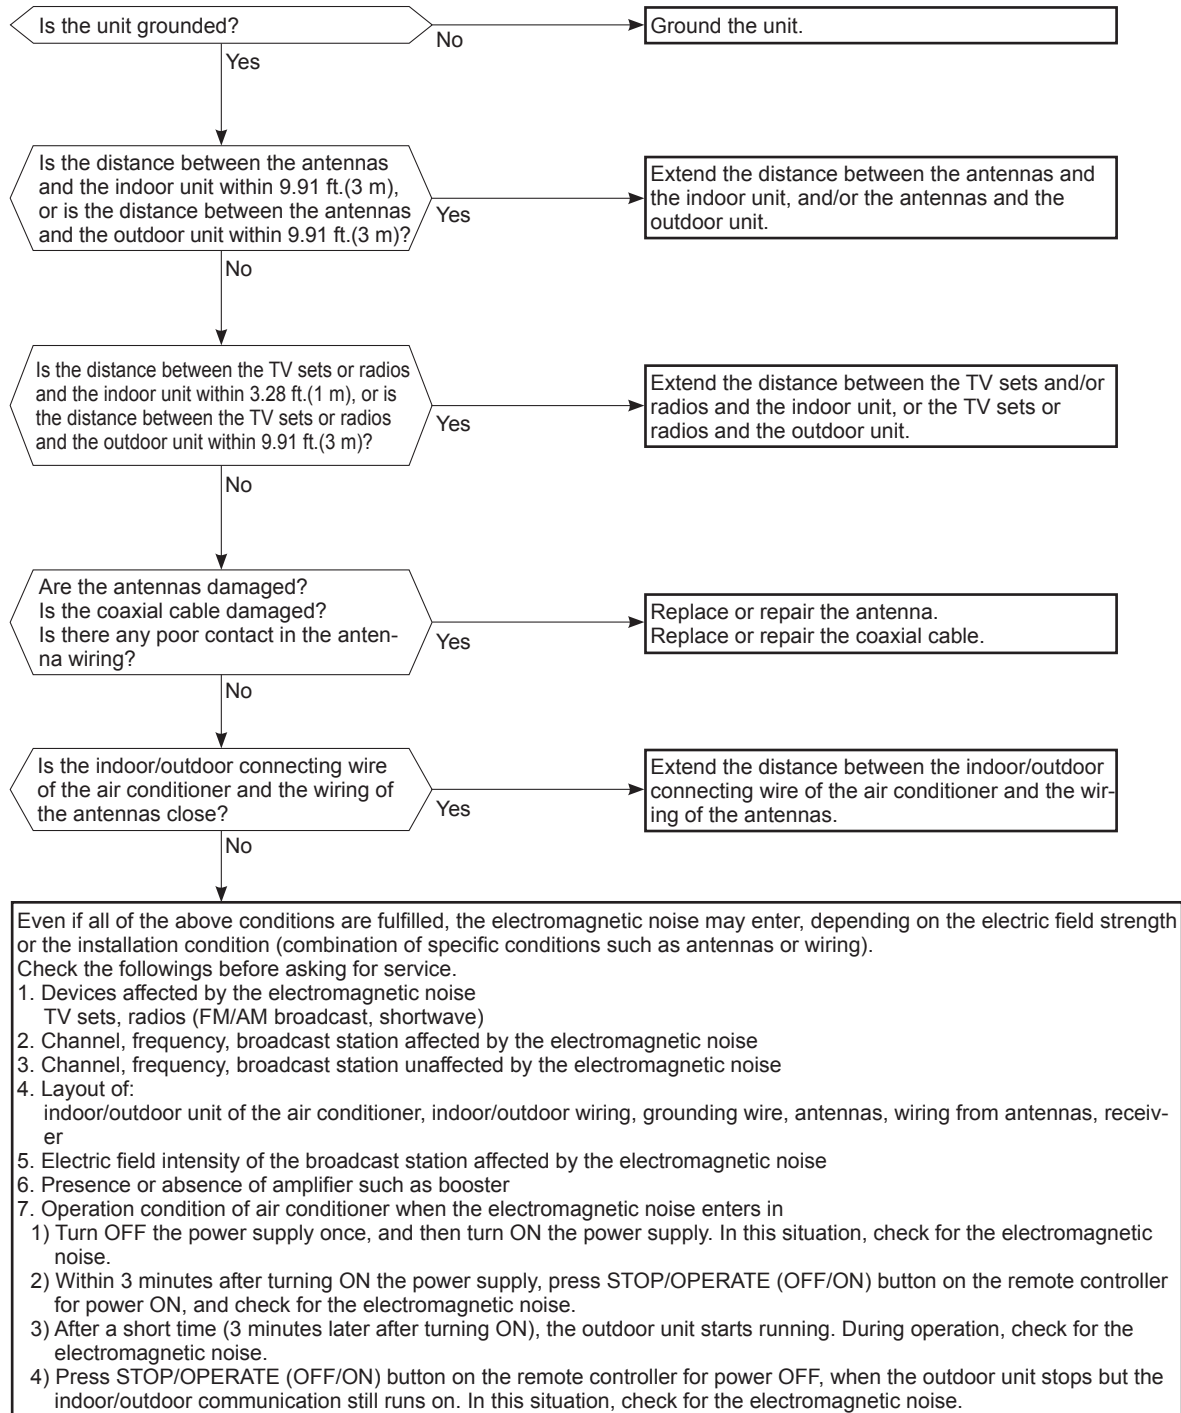 Is the unit grounded?
No
Ground the unit.
Yes
Is the distance between the antennas
and the indoor unit within 9.91 ft.(3 m),
or is the distance between the antennas
and the outdoor unit within 9.91 ft.(3 m)?
Yes
Extend the distance between the antennas and
the indoor unit, and/or the antennas and the
outdoor unit.
No
Is the distance between the TV sets or radios
and the indoor unit within 3.28 ft.(1 m), or is
the distance between the TV sets or radios
and the outdoor unit within 9.91 ft.(3 m)?
Yes
Extend the distance between the TV sets and/or
radios and the indoor unit, or the TV sets or
radios and the outdoor unit.
No
Are the antennas damaged?
Is the coaxial cable damaged?
Is there any poor contact in the anten-
na wiring?
Yes
Replace or repair the antenna.
Replace or repair the coaxial cable.
No
Is the indoor/outdoor connecting wire
of the air conditioner and the wiring of
the antennas close?
Yes
Extend the distance between the indoor/outdoor
connecting wire of the air conditioner and the wir-
ing of the antennas.
No
Even if all of the above conditions are fulfilled, the electromagnetic noise may enter, depending on the electric field strength
or the installation condition (combination of specific conditions such as antennas or wiring).
Check the followings before asking for service.
1. Devices affected by the electromagnetic noise
TV sets, radios (FM/AM broadcast, shortwave)
2. Channel, frequency, broadcast station affected by the electromagnetic noise
3. Channel, frequency, broadcast station unaffected by the electromagnetic noise
4. Layout of:
indoor/outdoor unit of the air conditioner, indoor/outdoor wiring, grounding wire, antennas, wiring from antennas, receiv-
er
5. Electric field intensity of the broadcast station affected by the electromagnetic noise
6. Presence or absence of amplifier such as booster
7. Operation condition of air conditioner when the electromagnetic noise enters in
1) Turn OFF the power supply once, and then turn ON the power supply. In this situation, check for the electromagnetic
noise.
2) Within 3 minutes after turning ON the power supply, press STOP/OPERATE (OFF/ON) button on the remote controller
for power ON, and check for the electromagnetic noise.
3) After a short time (3 minutes later after turning ON), the outdoor unit starts running. During operation, check for the
electromagnetic noise.
4) Press STOP/OPERATE (OFF/ON) button on the remote controller for power OFF, when the outdoor unit stops but the
indoor/outdoor communication still runs on. In this situation, check for the electromagnetic noise.